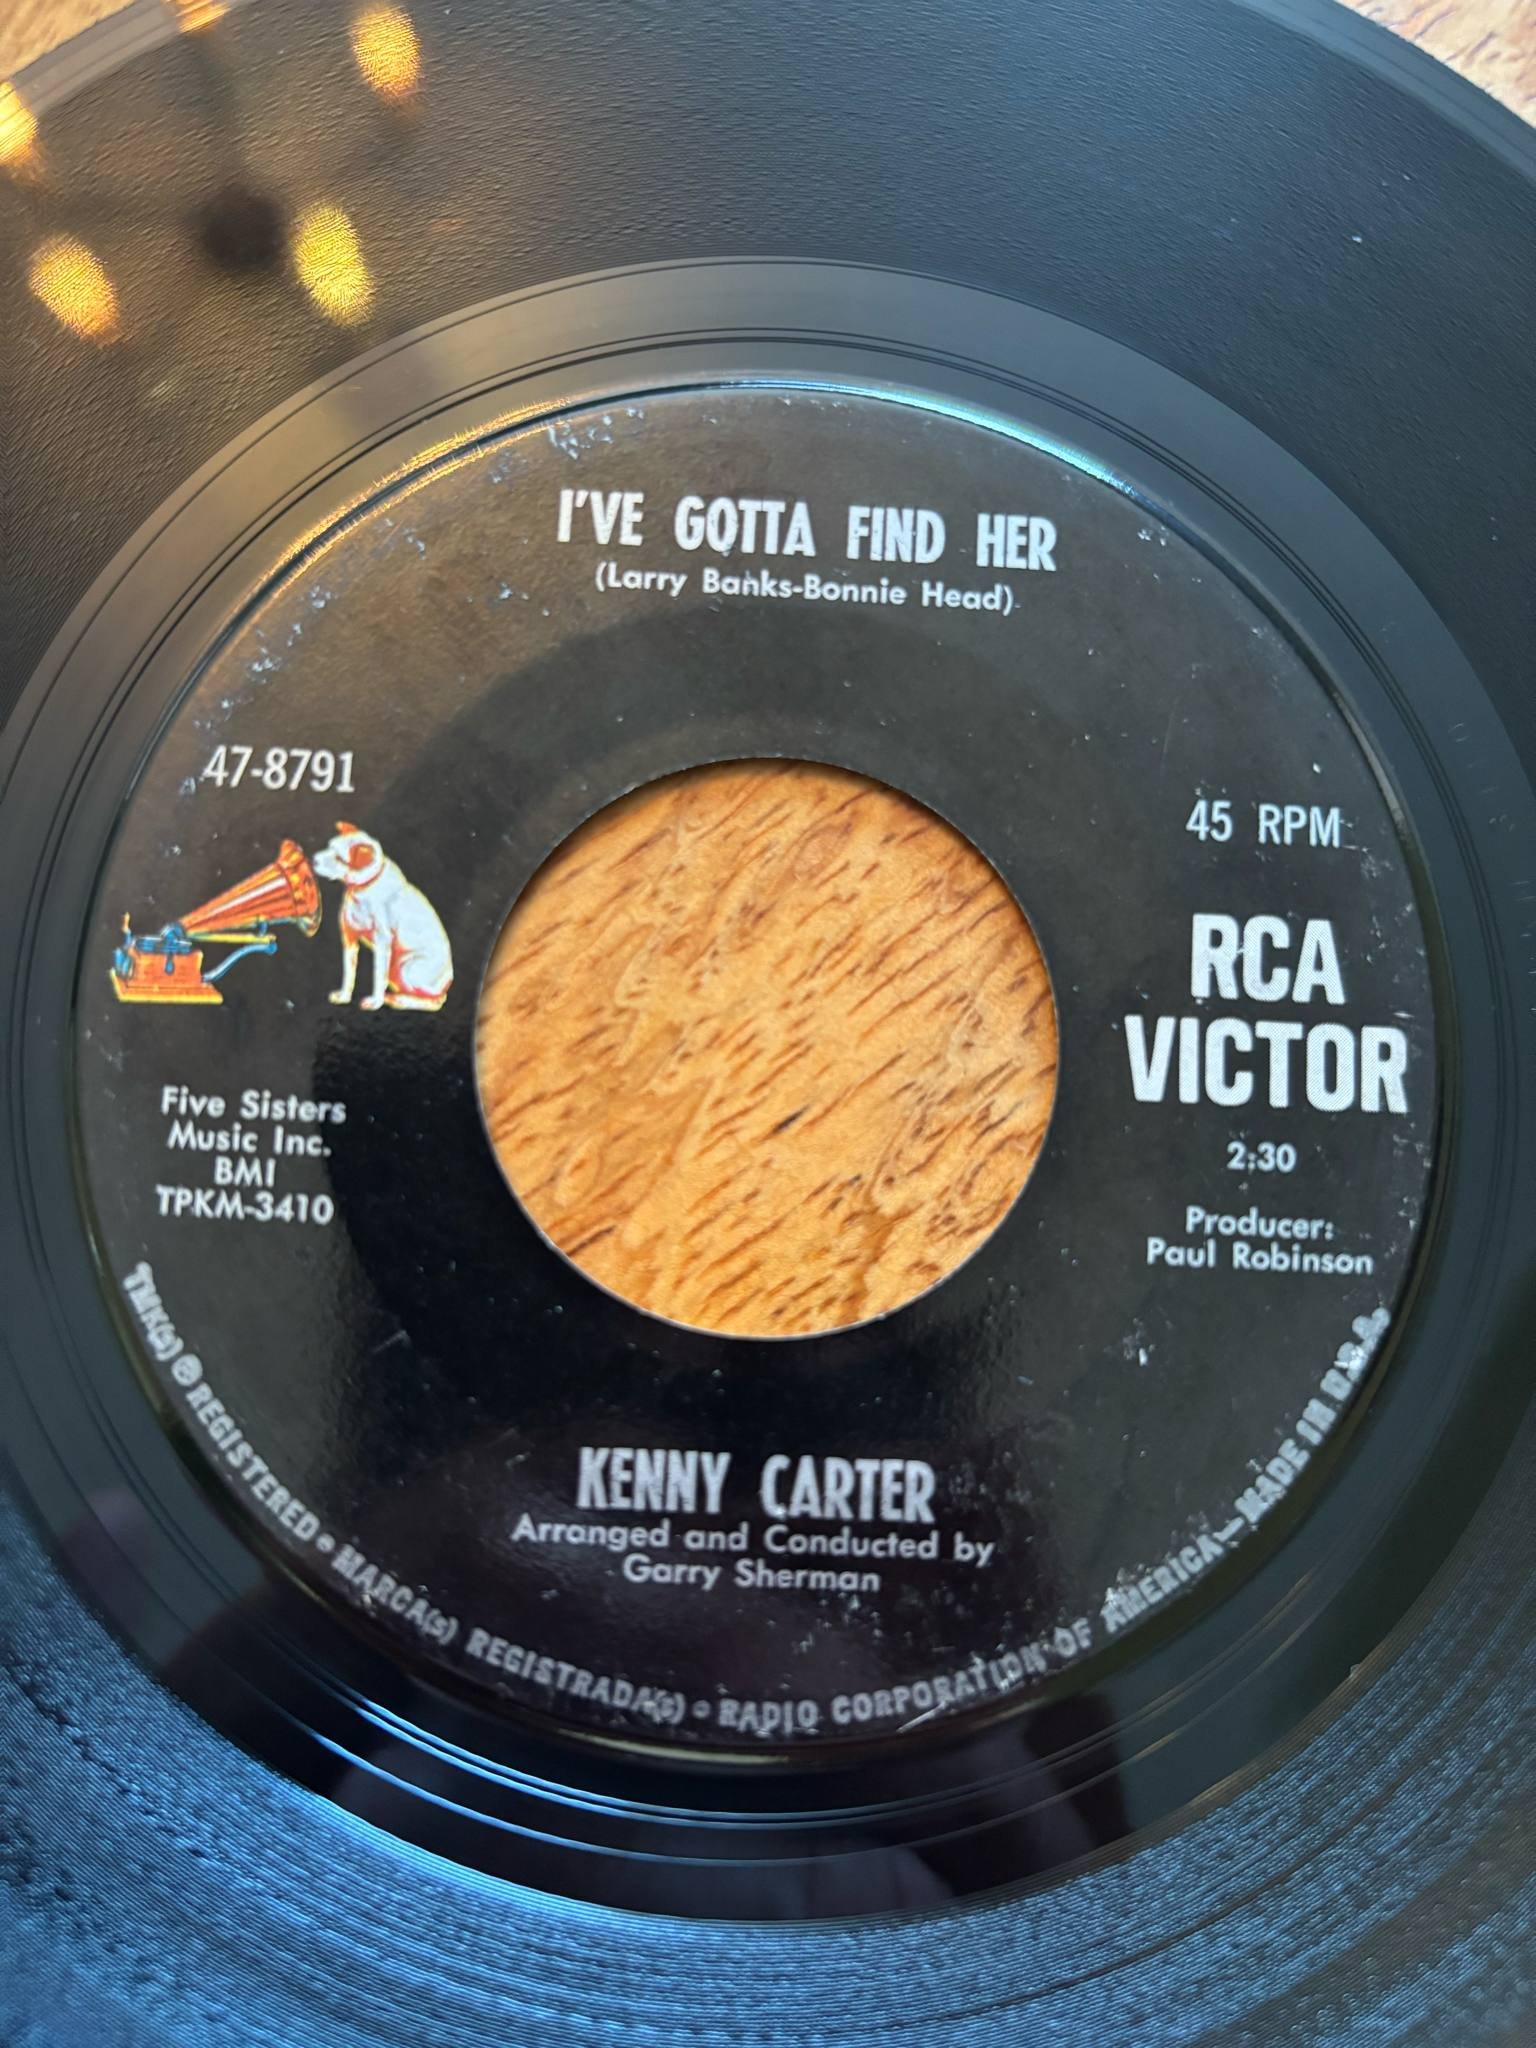 I'VE GOTTA FIND HER
(Larry Banks-Bonnie Head)
47-8791
45 RPM
RCA
VICTOR
Five Sisters
Music Inc.
BMI
TPKM-3410
2:30
Producer:
Paul Robinson
KENNY CARTER
Arranged and Conducted by
Garry Sherman
TMK(s) ® REGISTERED • MARCA(s) REGISTRADA(s) • RADIO CORPORATION OF AMERICA—MADE IN U.S.A.